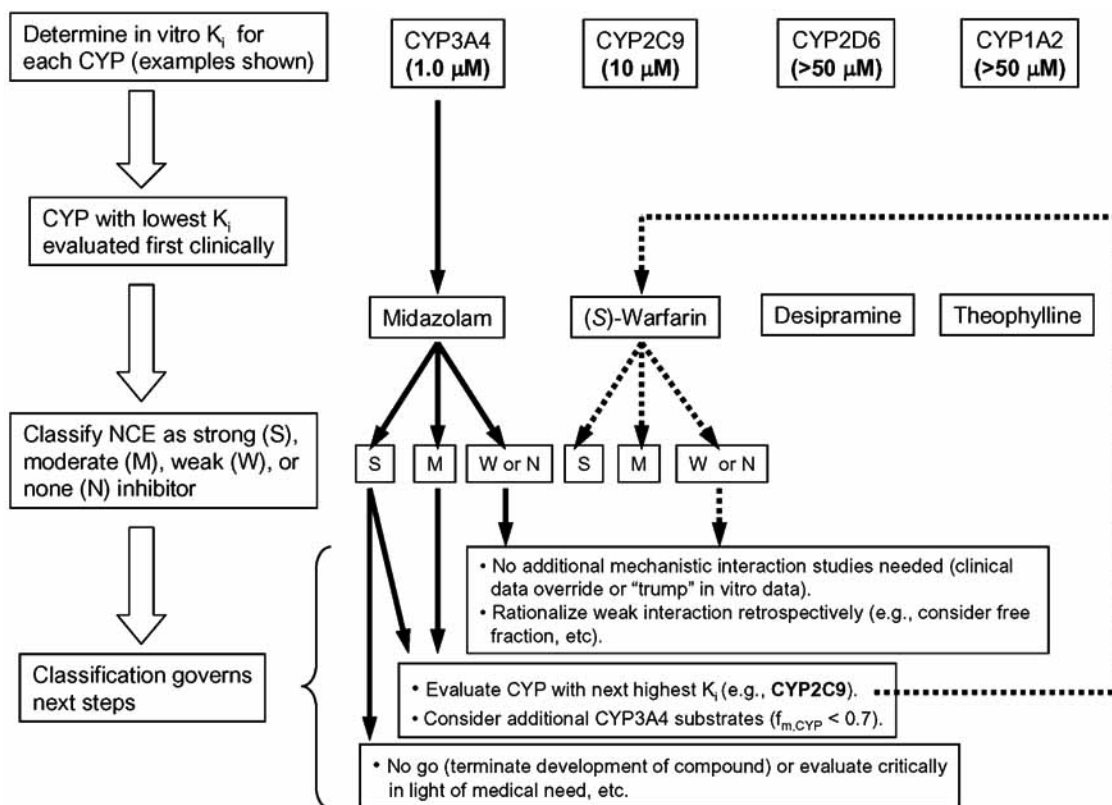 Determine in vitro Ki for
each CYP (examples shown)
CYP3A4
(1.0 μM)
CYP2C9
(10 μM)
CYP2D6
(>50 μM)
CYP1A2
(>50 μM)
CYP with lowest Ki
evaluated first clinically
Midazolam
(S)-Warfarin
Desipramine
Theophylline
Classify NCE as strong (S),
moderate (M), weak (W), or
none (N) inhibitor
S
M
W or N
S
M
W or N
• No additional mechanistic interaction studies needed (clinical
data override or “trump” in vitro data).
• Rationalize weak interaction retrospectively (e.g., consider free
fraction, etc).
Classification governs
next steps
• Evaluate CYP with next highest Ki (e.g., CYP2C9).
• Consider additional CYP3A4 substrates (fm,CYP < 0.7).
• No go (terminate development of compound) or evaluate critically
in light of medical need, etc.